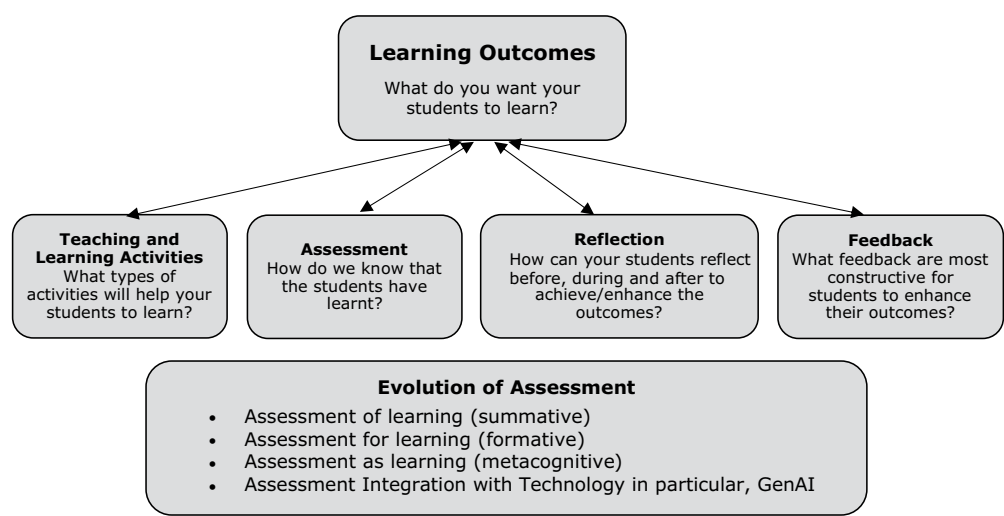 Learning Outcomes
What do you want your
students to learn?
Teaching and
Learning Activities
What types of
activities will help your
students to learn?
Assessment
How do we know that
the students have
learnt?
Reflection
How can your students reflect
before, during and after to
achieve/enhance the
outcomes?
Feedback
What feedback are most
constructive for
students to enhance
their outcomes?
Evolution of Assessment
• Assessment of learning (summative)
• Assessment for learning (formative)
• Assessment as learning (metacognitive)
• Assessment Integration with Technology in particular, GenAI